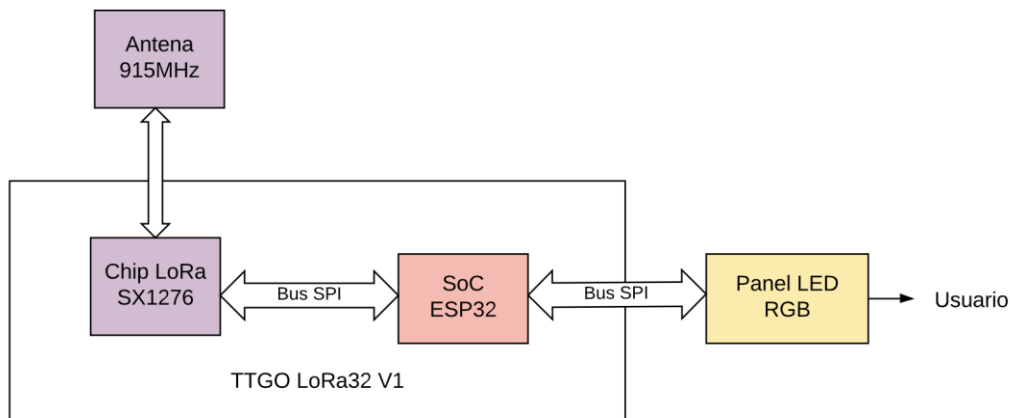 Antena
915MHz
Chip LoRa
SX1276
Bus SPI
SoC
ESP32
Bus SPI
Panel LED
RGB
Usuario
TTGO LoRa32 V1